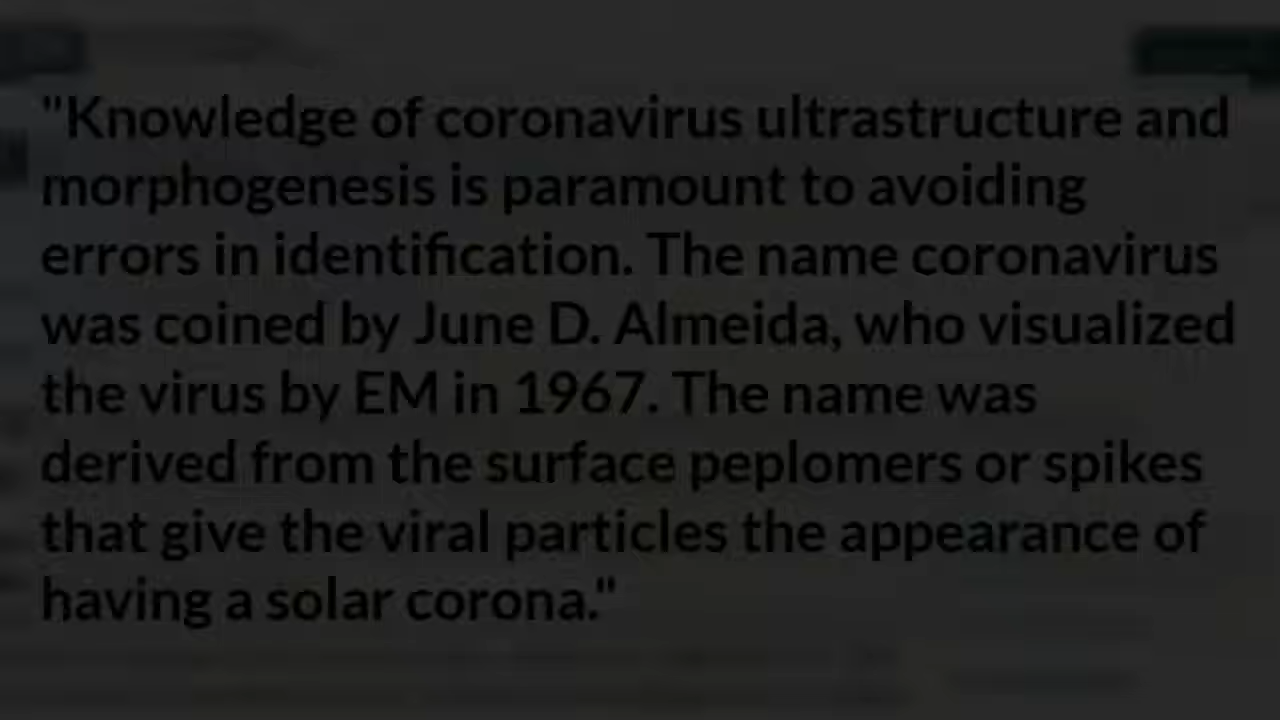 "Knowledge of coronavirus ultrastructure and
morphogenesis is paramount to avoiding
errors in identification. The name coronavirus
was coined by June D. Almeida, who visualized
the virus by EM in 1967. The name was
derived from the surface peplomers or spikes
that give the viral particles the appearance of
having a solar corona."